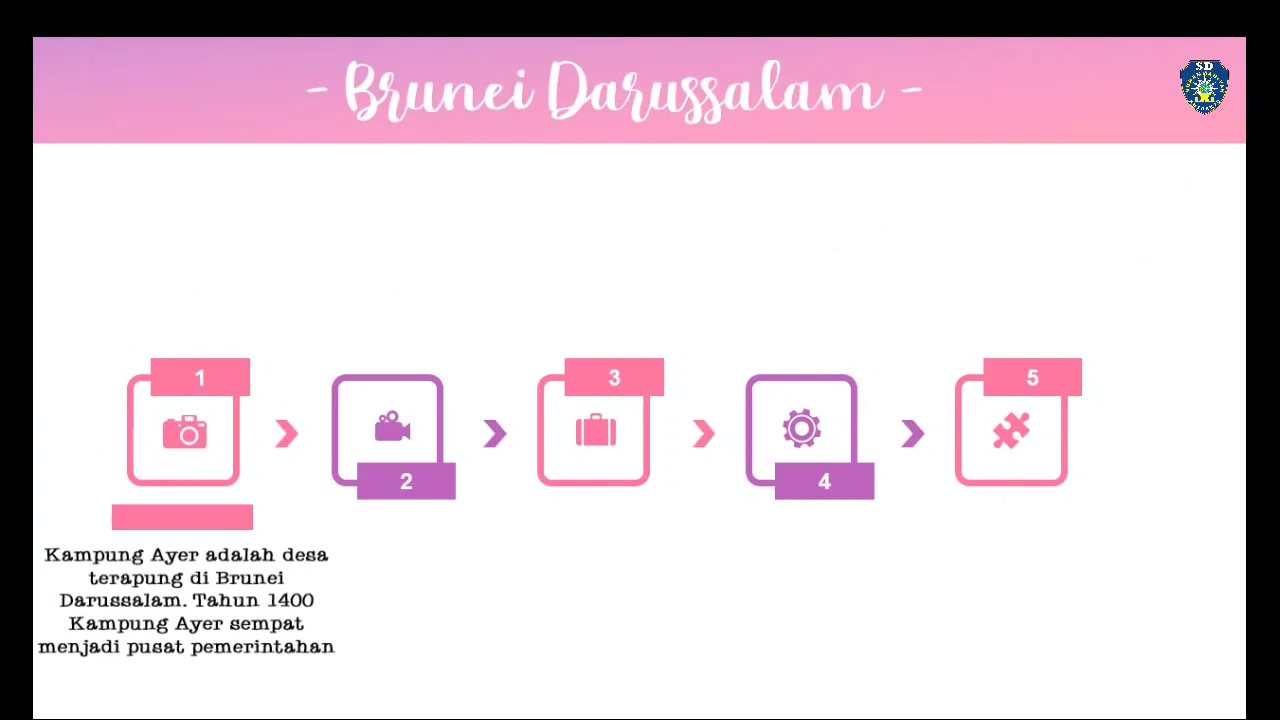 - Brunei Darussalam -
SD
1
3
5
2
4
Kampung Ayer adalah desa
terapung di Brunei
Darussalam. Tahun 1400
Kampung Ayer sempat
menjadi pusat pemerintahan